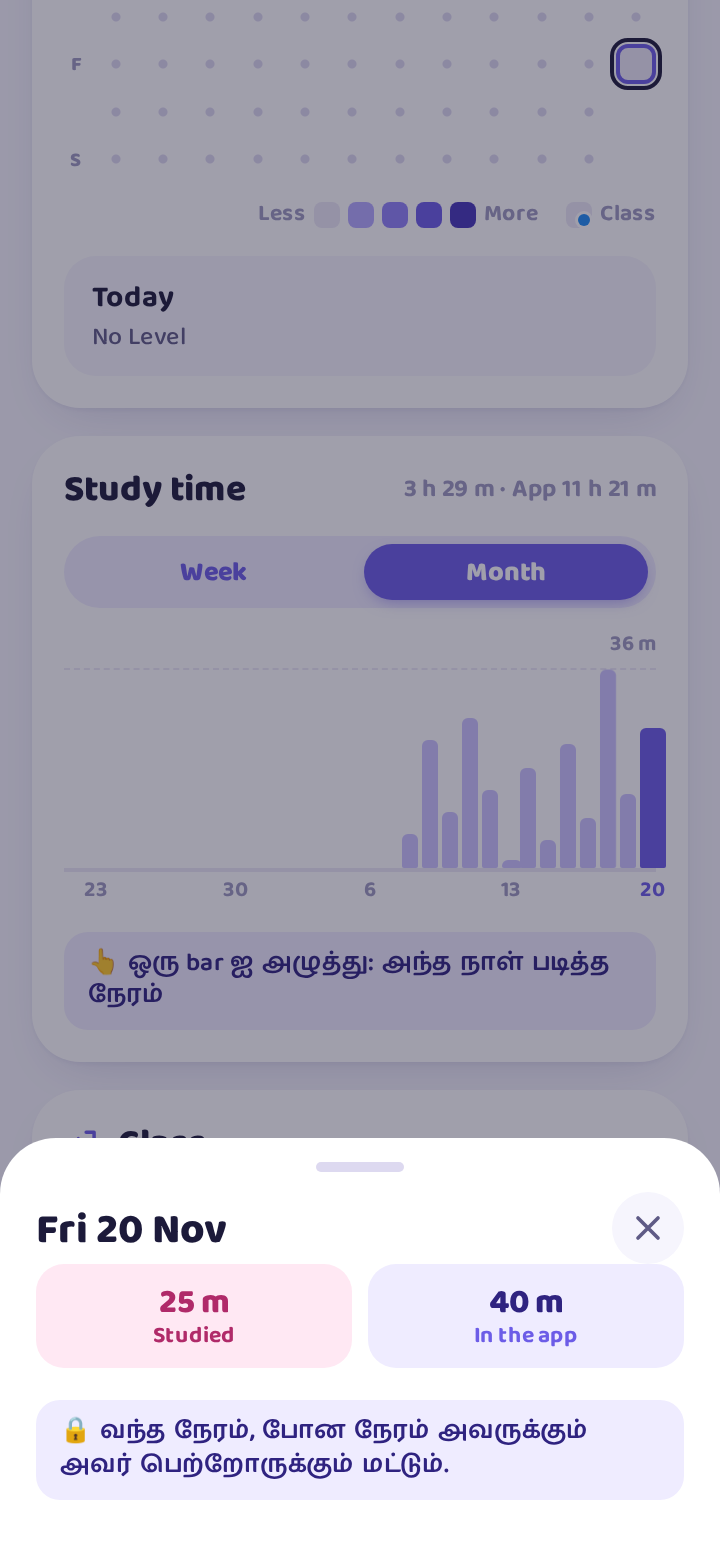 F
S
Less More Class
Today
No Level
Study time 3 h 29 m · App 11 h 21 m
Week Month
36 m
23 30 6 13 20
👆 ஒரு bar ஐ அழுத்து: அந்த நாள் படித்த
நேரம்
Class
Fri 20 Nov
25 m 40 m
Studied In the app
🔒 வந்த நேரம், போன நேரம் அவருக்கும்
அவர் பெற்றோருக்கும் மட்டும்.